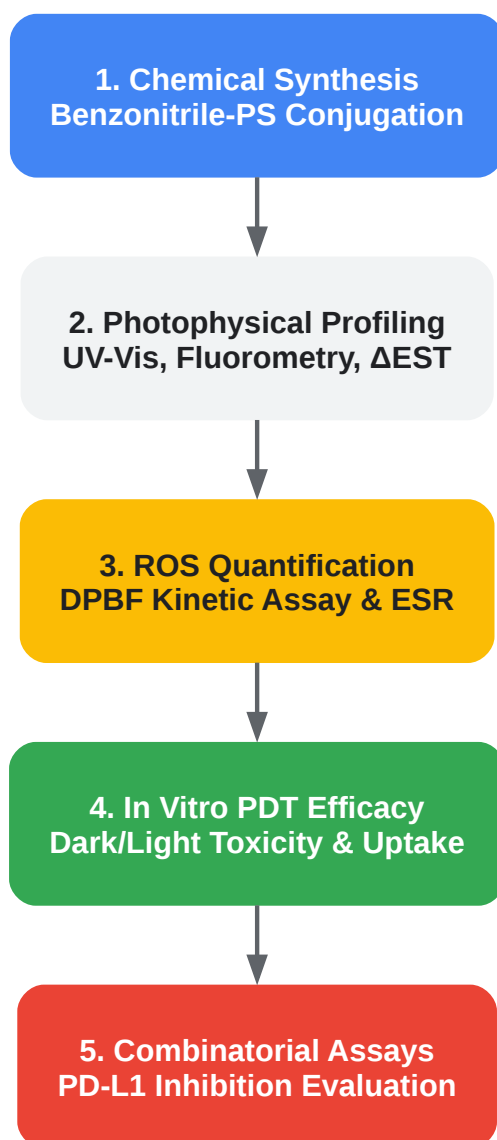 1. Chemical Synthesis
Benzonitrile-PS Conjugation
2. Photophysical Profiling
UV-Vis, Fluorometry, ΔEST
3. ROS Quantification
DPBF Kinetic Assay & ESR
4. In Vitro PDT Efficacy
Dark/Light Toxicity & Uptake
5. Combinatorial Assays
PD-L1 Inhibition Evaluation